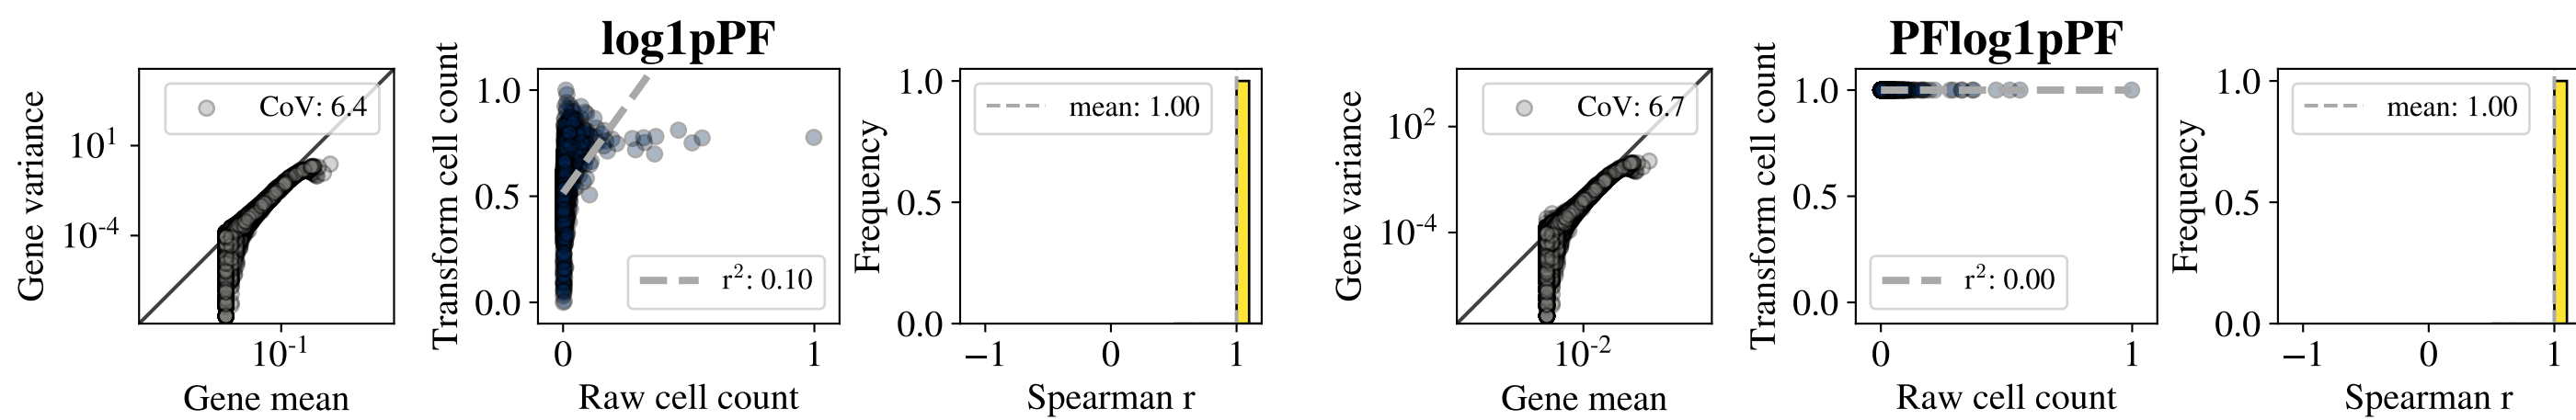 log1pPF
Gene variance
10^1
10^-4
CoV: 6.4
10^-1
Gene mean
Transform cell count
1.0
0.5
0.0
r²: 0.10
0
1
Raw cell count
Frequency
1.0
0.5
0.0
mean: 1.00
−1
0
1
Spearman r
PFlog1pPF
Gene variance
10^2
10^-4
CoV: 6.7
10^-2
Gene mean
Transform cell count
1.0
0.5
0.0
r²: 0.00
0
1
Raw cell count
Frequency
1.0
0.5
0.0
mean: 1.00
−1
0
1
Spearman r